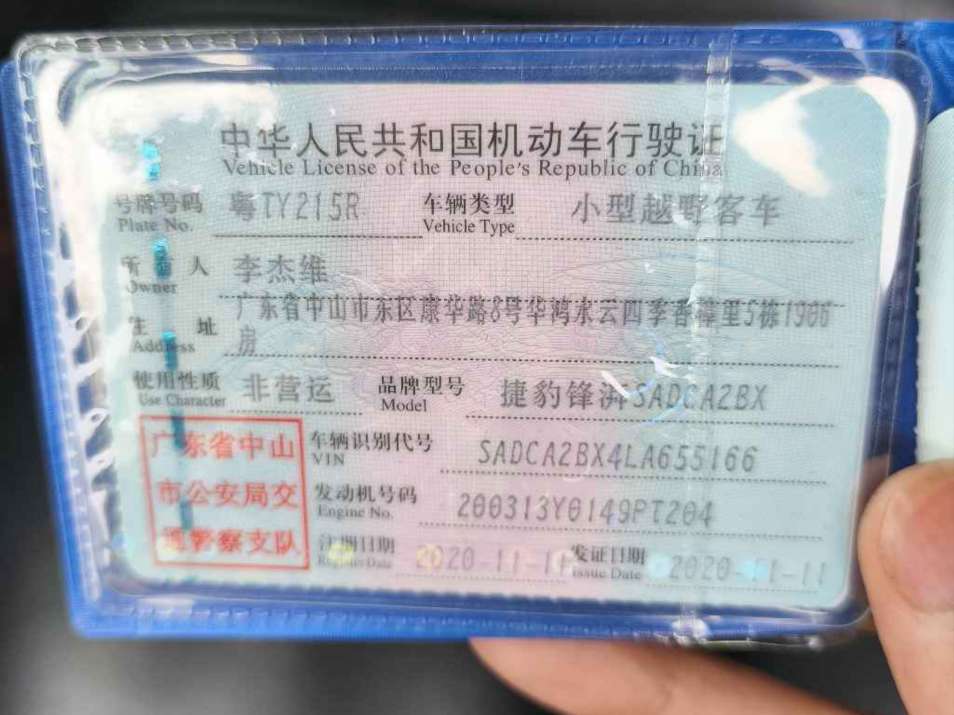 中华人民共和国机动车行驶证
Vehicle License of the People's Republic of China
号牌号码 粤TY215R 车辆类型 小型越野客车
Plate No. Vehicle Type
所有人 李杰维
Owner
广东省中山市东区康华路8号华鸿水云四季香樟里5栋1906
住址 房
Address
使用性质 非营运 品牌型号 捷豹锋湃SADCA2BX
Use Character Model
广东省中山 车辆识别代号 SADCA2BX4LA655166
VIN
市公安局交 发动机号码 200313Y0149PT204
Engine No.
通警察支队 注册日期 2020-11-11 发证日期 2020-11-11
Register Date Issue Date